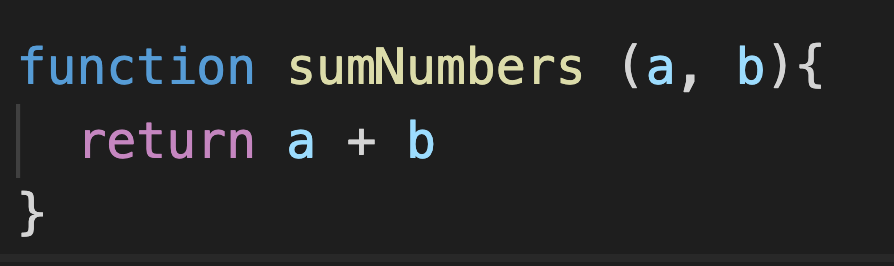 function sumNumbers (a, b){
  return a + b
}